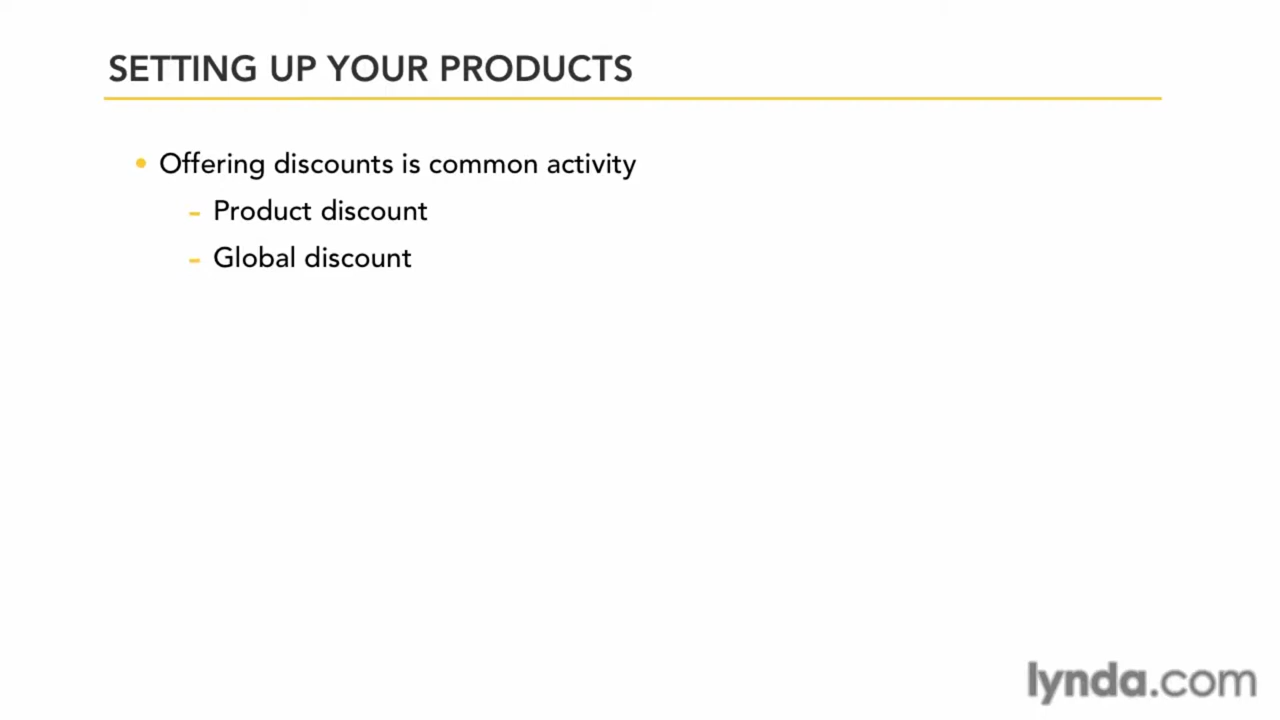 SETTING UP YOUR PRODUCTS
• Offering discounts is common activity
- Product discount
- Global discount
lynda.com